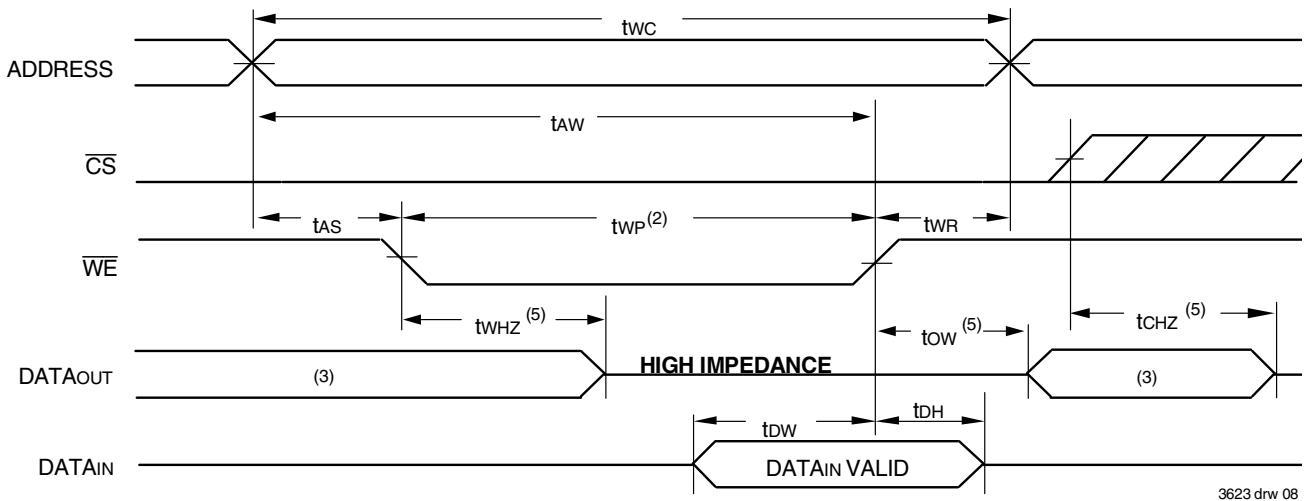 tWC
ADDRESS
tAW
CS
tAS
tWP(2)
tWR
WE
tWHZ (5)
tOW (5)
tCHZ (5)
DATAOUT
(3)
HIGH IMPEDANCE
(3)
tDW
tDH
DATAIN
DATAIN VALID
3623 drw 08